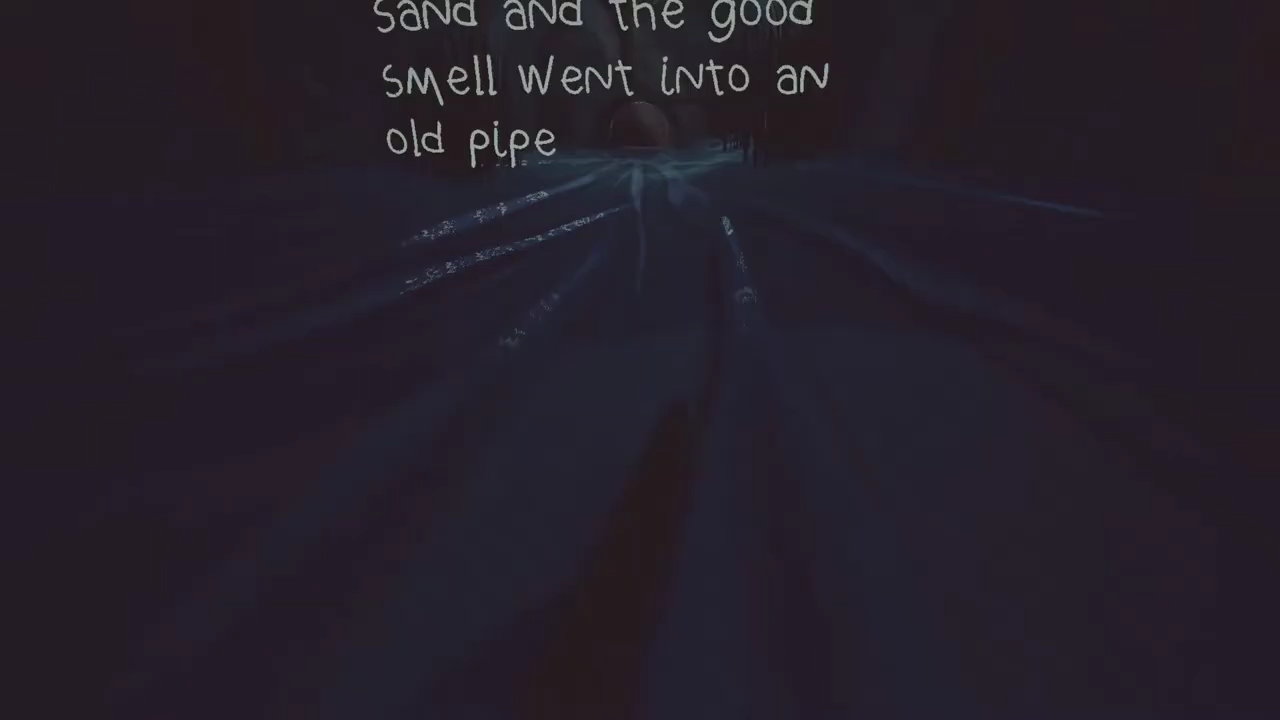 sand and the good
smell went into an
old pipe